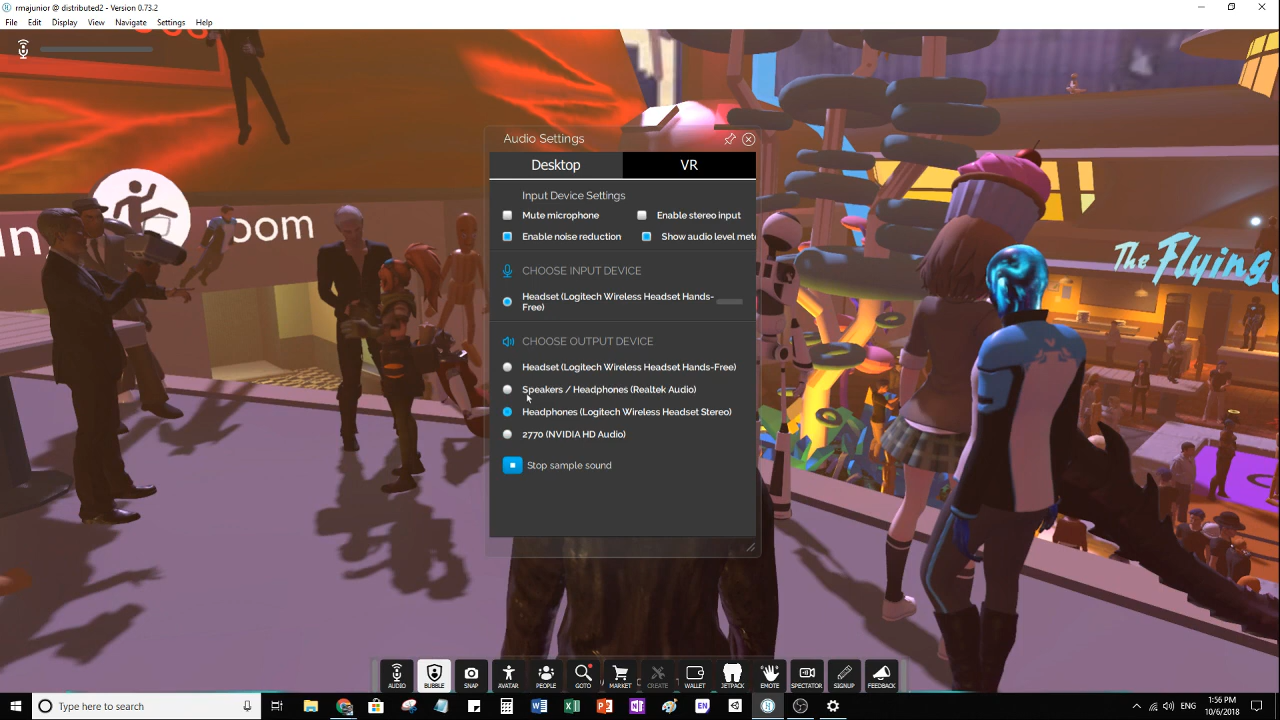 rmajunior @ distributed2 - Version 0.73.2
File Edit Display View Navigate Settings Help
room
The Flying
Audio Settings
Desktop VR
Input Device Settings
Mute microphone Enable stereo input
Enable noise reduction Show audio level met
CHOOSE INPUT DEVICE
Headset (Logitech Wireless Headset Hands-
Free)
CHOOSE OUTPUT DEVICE
Headset (Logitech Wireless Headset Hands-Free)
Speakers / Headphones (Realtek Audio)
Headphones (Logitech Wireless Headset Stereo)
2770 (NVIDIA HD Audio)
Stop sample sound
AUDIO BUBBLE SNAP AVATAR PEOPLE GOTO MARKET CREATE WALLET JETPACK EMOTE SPECTATOR SIGNUP FEEDBACK
Type here to search
EN
ENG
1:56 PM
10/6/2018